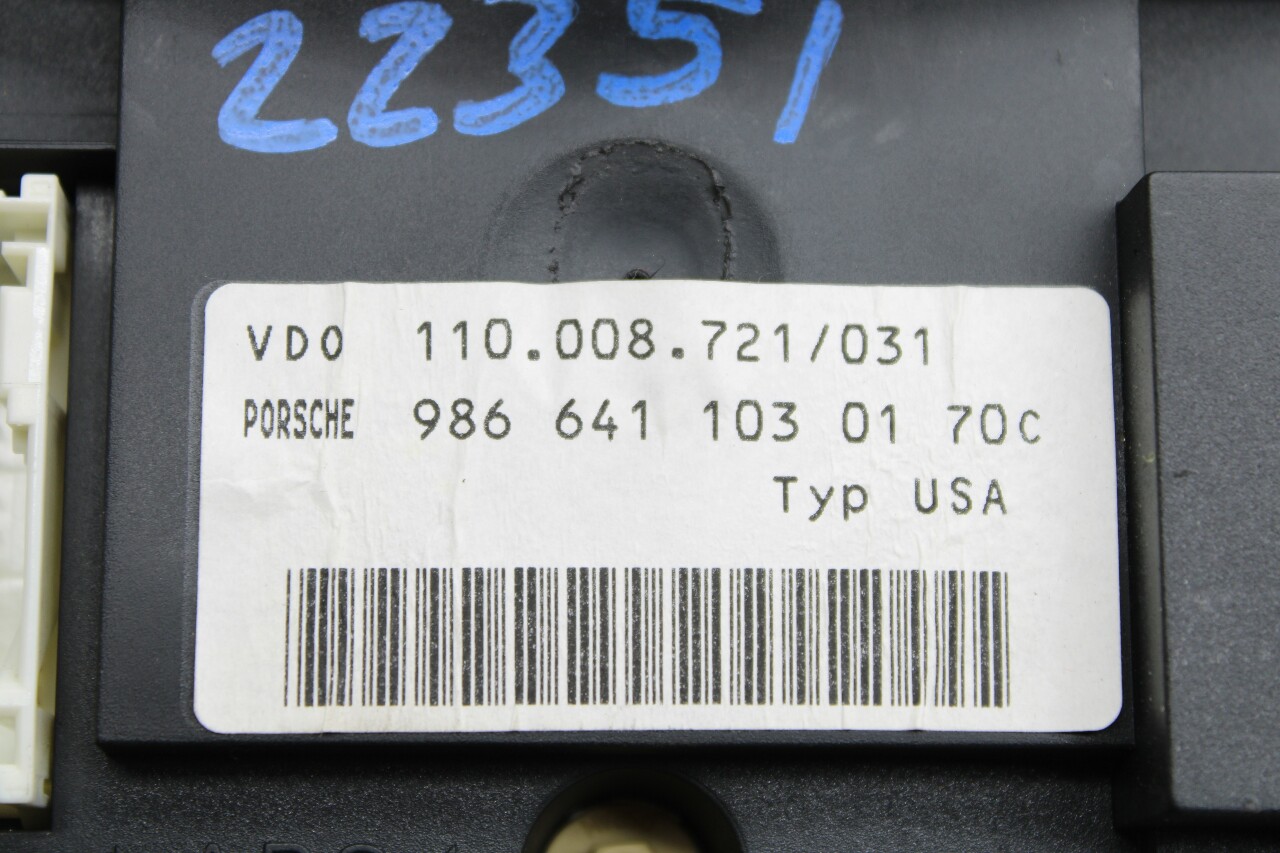 22351
VDO 110.008.721/031
PORSCHE 986 641 103 01 70C
Typ USA